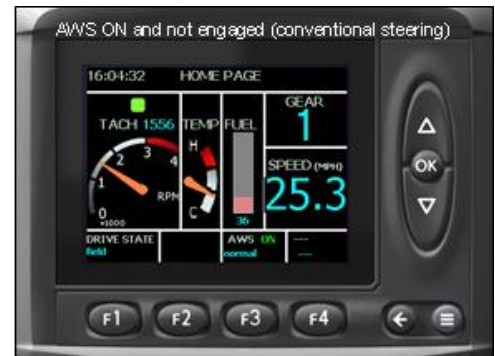 AWS ON and not engaged (conventional steering)
16:04:32 HOME PAGE
TACH 1556 TEMP FUEL GEAR
1
0 1 2 3 4
x1000
RPM
H
C
36
SPEED (MPH)
25.3
DRIVE STATE
field
AWS ON
normal
---
---
OK
F1 F2 F3 F4